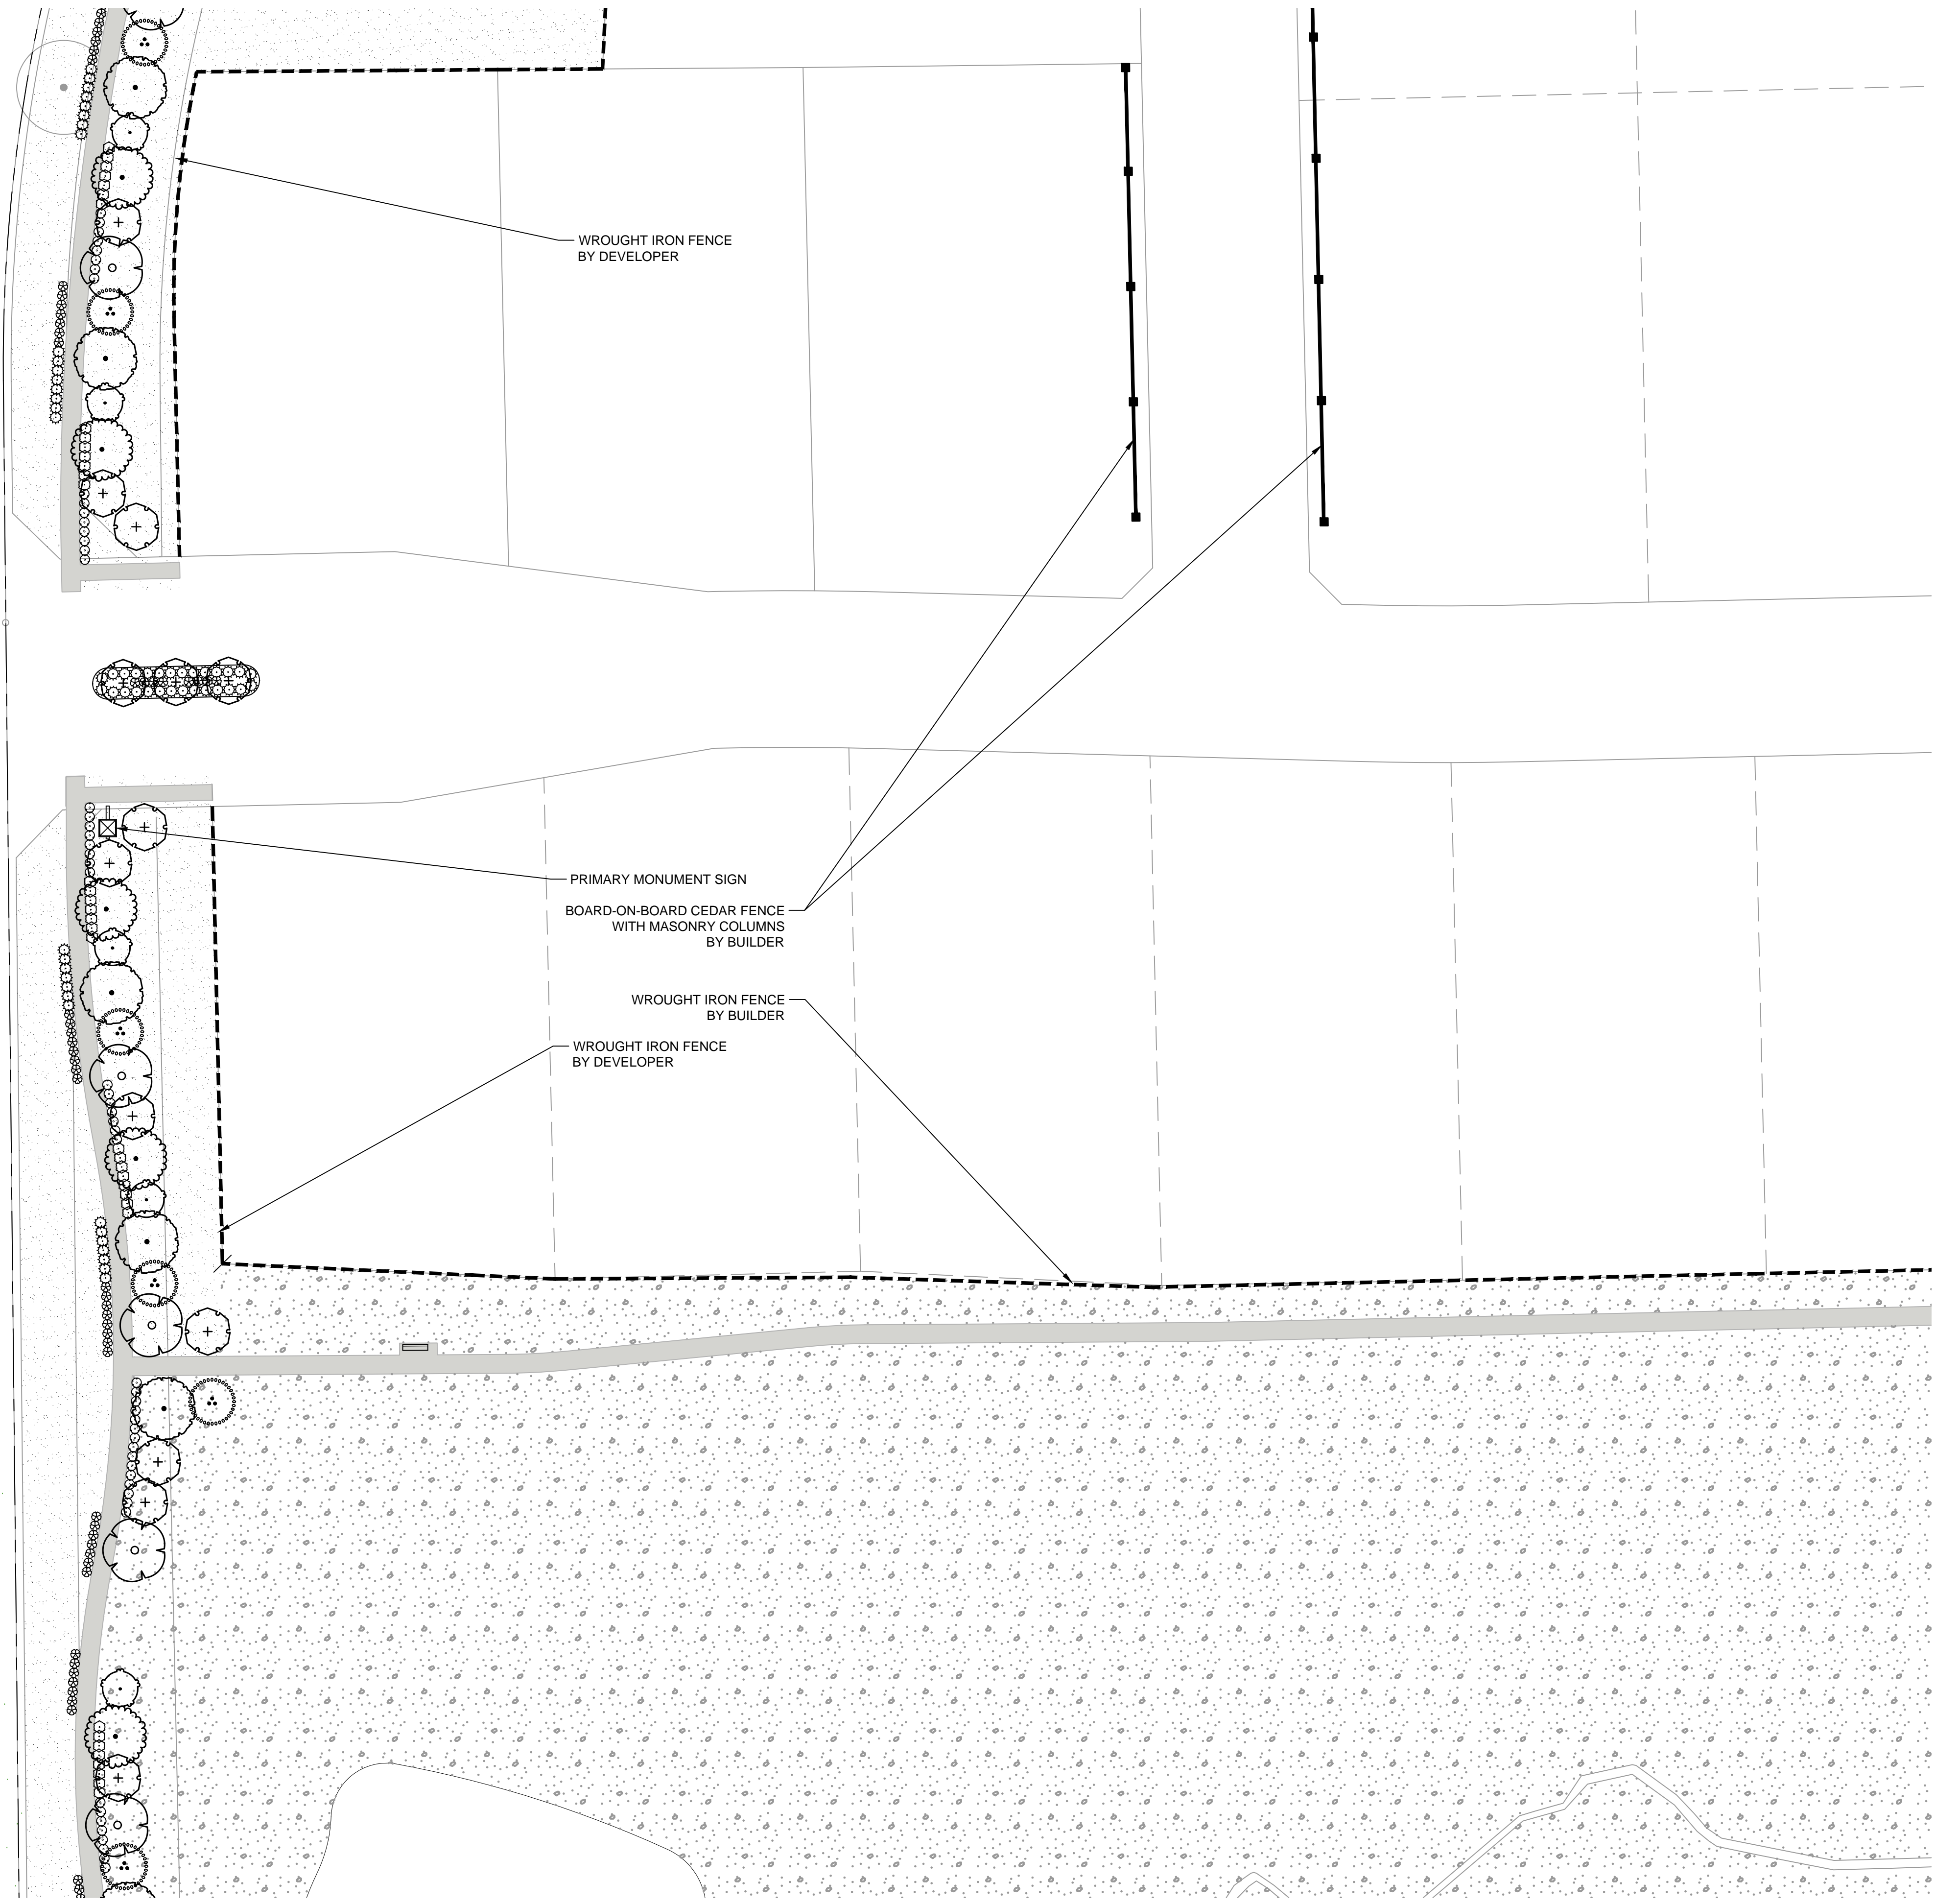 WROUGHT IRON FENCE
BY DEVELOPER
PRIMARY MONUMENT SIGN
BOARD-ON-BOARD CEDAR FENCE
WITH MASONRY COLUMNS
BY BUILDER
WROUGHT IRON FENCE
BY BUILDER
WROUGHT IRON FENCE
BY DEVELOPER